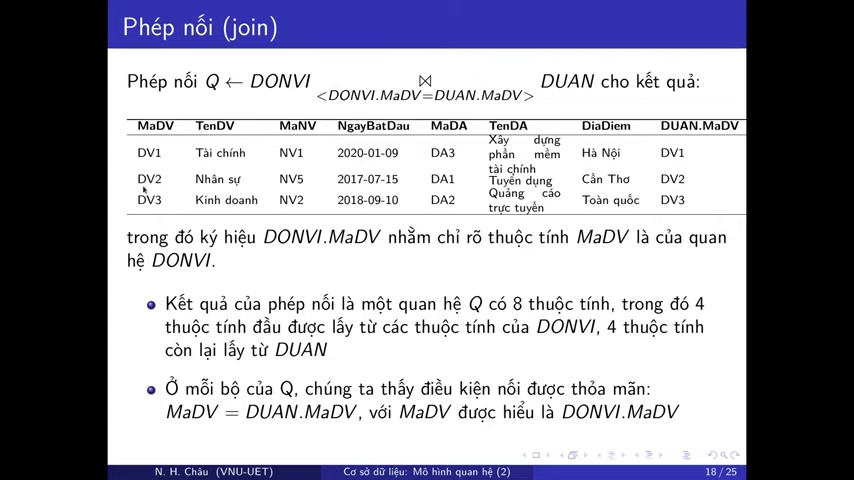 Phép nối (join)
Phép nối Q ← DONVI ⋈ <DONVI.MaDV=DUAN.MaDV> DUAN cho kết quả:
MaDV TenDV MaNV NgayBatDau MaDA TenDA DiaDiem DUAN.MaDV
DV1 Tài chính NV1 2020-01-09 DA3 Xây dựng phần mềm tài chính Hà Nội DV1
DV2 Nhân sự NV5 2017-07-15 DA1 Tuyển dụng Cần Thơ DV2
DV3 Kinh doanh NV2 2018-09-10 DA2 Quảng cáo trực tuyến Toàn quốc DV3
trong đó ký hiệu DONVI.MaDV nhằm chỉ rõ thuộc tính MaDV là của quan
hệ DONVI.
Kết quả của phép nối là một quan hệ Q có 8 thuộc tính, trong đó 4
thuộc tính đầu được lấy từ các thuộc tính của DONVI, 4 thuộc tính
còn lại lấy từ DUAN
Ở mỗi bộ của Q, chúng ta thấy điều kiện nối được thỏa mãn:
MaDV = DUAN.MaDV, với MaDV được hiểu là DONVI.MaDV
N. H. Châu (VNU-UET) Cơ sở dữ liệu: Mô hình quan hệ (2) 18 / 25